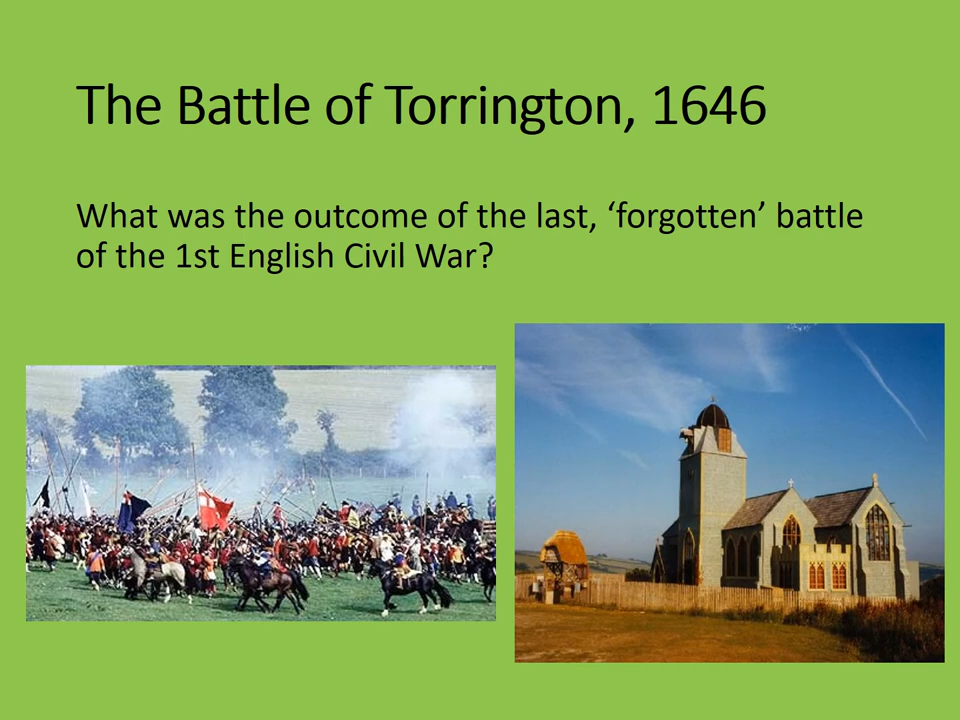 The Battle of Torrington, 1646
What was the outcome of the last, ‘forgotten’ battle
of the 1st English Civil War?